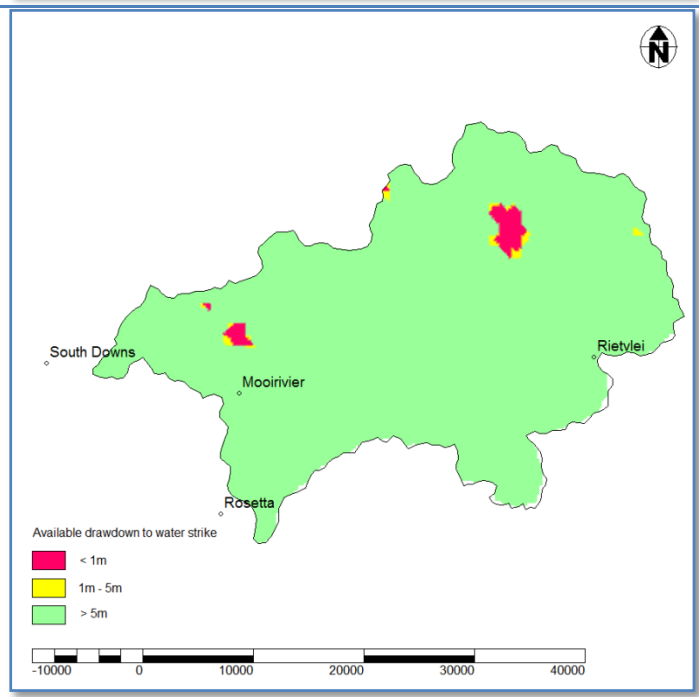 N
South Downs
Rietvlei
Mooirivier
Rosetta
Available drawdown to water strike
< 1m
1m - 5m
> 5m
-10000 0 10000 20000 30000 40000